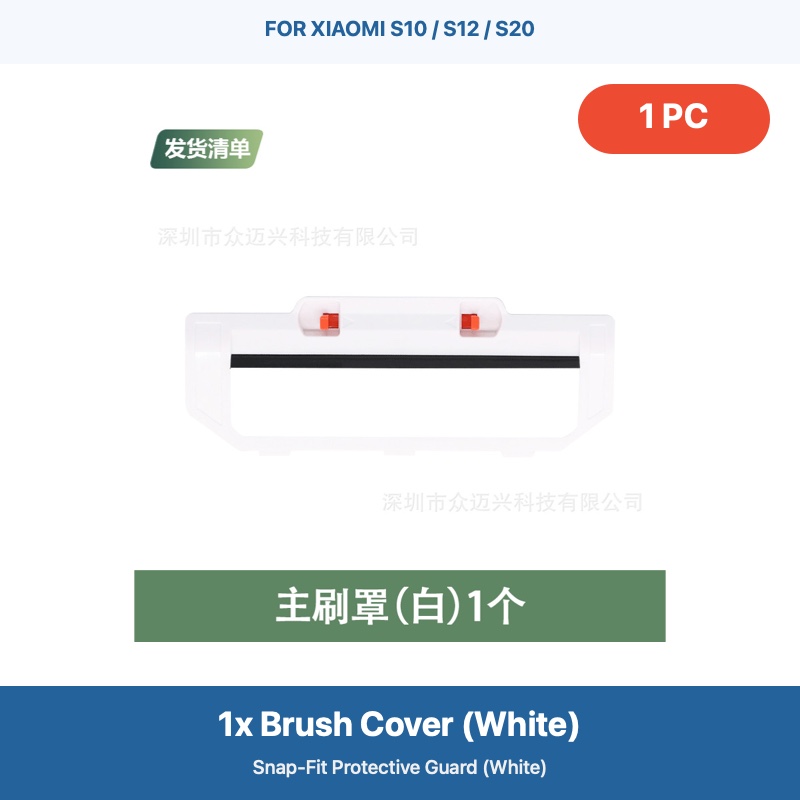 FOR XIAOMI S10 / S12 / S20
1 PC
发货清单
深圳市众迈兴科技有限公司
深圳市众迈兴科技有限公司
主刷罩(白)1个
1x Brush Cover (White)
Snap-Fit Protective Guard (White)